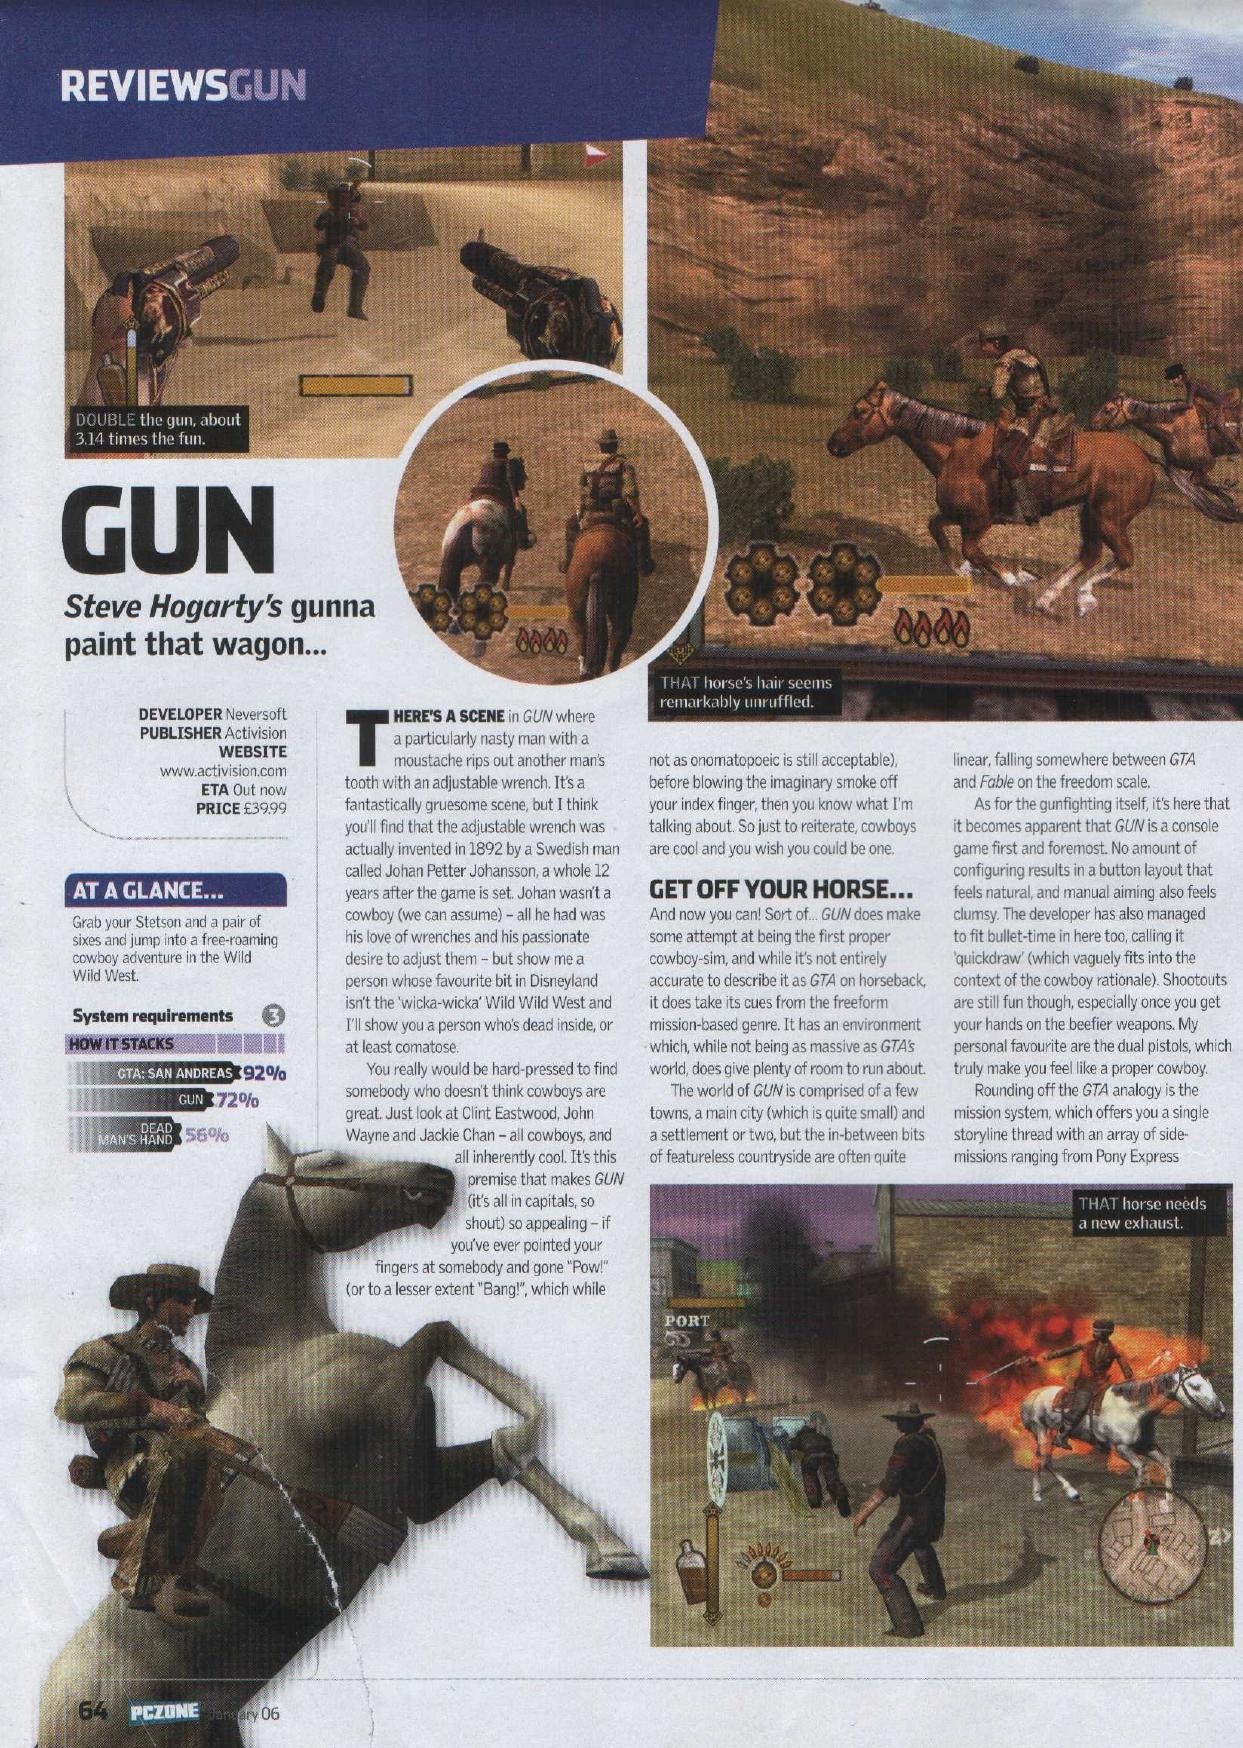 REVIEWSGUN
DOUBLE the gun, about
3.14 times the fun.
GUN
Steve Hogarty's gunna
paint that wagon...
THAT horse's hair seems
remarkably unruffled.
DEVELOPER Neversoft
PUBLISHER Activision
WEBSITE
www.activision.com
ETA Out now
PRICE £39.99
AT A GLANCE...
Grab your Stetson and a pair of
sixes and jump into a free-roaming
cowboy adventure in the Wild
Wild West.
System requirements 3
HOW IT STACKS
GTA: SAN ANDREAS 92%
GUN 72%
DEAD
MAN'S HAND 56%
THERE'S A SCENE in GUN where
a particularly nasty man with a
moustache rips out another man's
tooth with an adjustable wrench. It's a
fantastically gruesome scene, but I think
you'll find that the adjustable wrench was
actually invented in 1892 by a Swedish man
called Johan Petter Johansson, a whole 12
years after the game is set. Johan wasn't a
cowboy (we can assume) – all he had was
his love of wrenches and his passionate
desire to adjust them – but show me a
person whose favourite bit in Disneyland
isn't the 'wicka-wicka' Wild Wild West and
I'll show you a person who's dead inside, or
at least comatose.
You really would be hard-pressed to find
somebody who doesn't think cowboys are
great. Just look at Clint Eastwood, John
Wayne and Jackie Chan – all cowboys, and
all inherently cool. It's this
premise that makes GUN
(it's all in capitals, so
shout) so appealing – if
you've ever pointed your
fingers at somebody and gone "Pow!"
(or to a lesser extent "Bang!", which while
not as onomatopoeic is still acceptable),
before blowing the imaginary smoke off
your index finger, then you know what I'm
talking about. So just to reiterate, cowboys
are cool and you wish you could be one.
GET OFF YOUR HORSE...
And now you can! Sort of... GUN does make
some attempt at being the first proper
cowboy-sim, and while it's not entirely
accurate to describe it as GTA on horseback,
it does take its cues from the freeform
mission-based genre. It has an environment
which, while not being as massive as GTA's
world, does give plenty of room to run about.
The world of GUN is comprised of a few
towns, a main city (which is quite small) and
a settlement or two, but the in-between bits
of featureless countryside are often quite
linear, falling somewhere between GTA
and Fable on the freedom scale.
As for the gunfighting itself, it's here that
it becomes apparent that GUN is a console
game first and foremost. No amount of
configuring results in a button layout that
feels natural, and manual aiming also feels
clumsy. The developer has also managed
to fit bullet-time in here too, calling it
'quickdraw' (which vaguely fits into the
context of the cowboy rationale). Shootouts
are still fun though, especially once you get
your hands on the beefier weapons. My
personal favourite are the dual pistols, which
truly make you feel like a proper cowboy.
Rounding off the GTA analogy is the
mission system, which offers you a single
storyline thread with an array of side-
missions ranging from Pony Express
THAT horse needs
a new exhaust.
PORT
64 PCZONE January 06